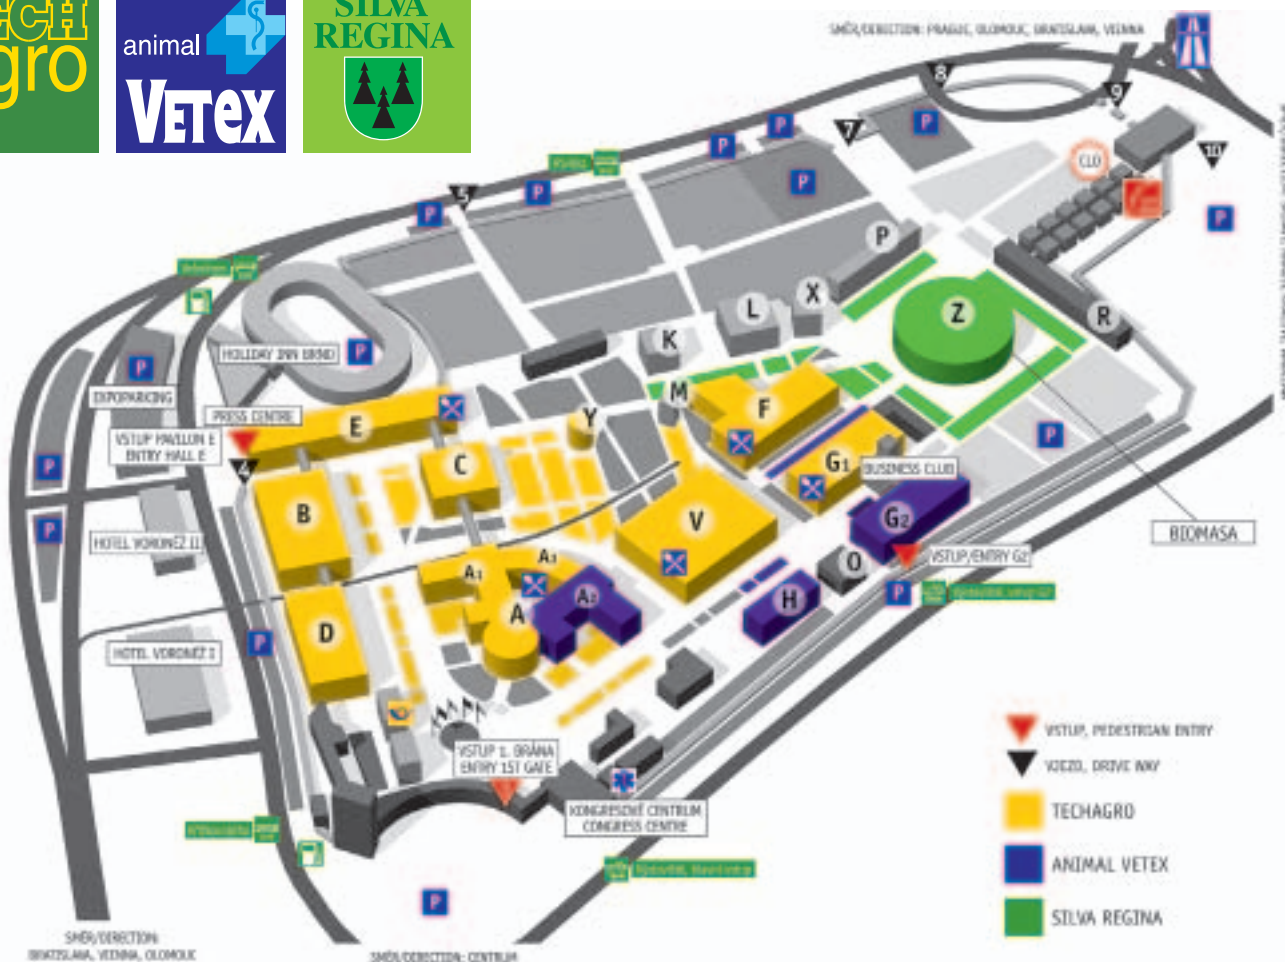 ECH
gro
animal
VETEX
SILVA
REGINA
SMĚR/DIRECTION: PRAGUE, OLOMOUC, BRATISLAVA, VIENNA
8
9
7
10
5
CLO
P
P
P
P
P
P
P
P
L
X
Z
R
K
HOLIDAY INN BRNO
P
P
EXPOPARKING
PRESS CENTRE
E
M
F
Y
VSTUP PAVILON E
ENTRY HALL E
4
C
G1
BUSINESS CLUB
P
P
B
V
G2
BIOMASA
HOTEL VORONĚŽ II
P
A1
A3
O
VSTUP/ENTRY G2
A2
H
P
A
D
P
HOTEL VORONĚŽ I
VSTUP 1. BRÁNA
ENTRY 1ST GATE
KONGRESOVÉ CENTRUM
CONGRESS CENTRE
P
VSTUP, PEDESTRIAN ENTRY
VJEZD, DRIVE WAY
TECHAGRO
ANIMAL VETEX
SILVA REGINA
SMĚR/DIRECTION:
BRATISLAVA, VIENNA, OLOMOUC
SMĚR/DIRECTION: CENTRUM